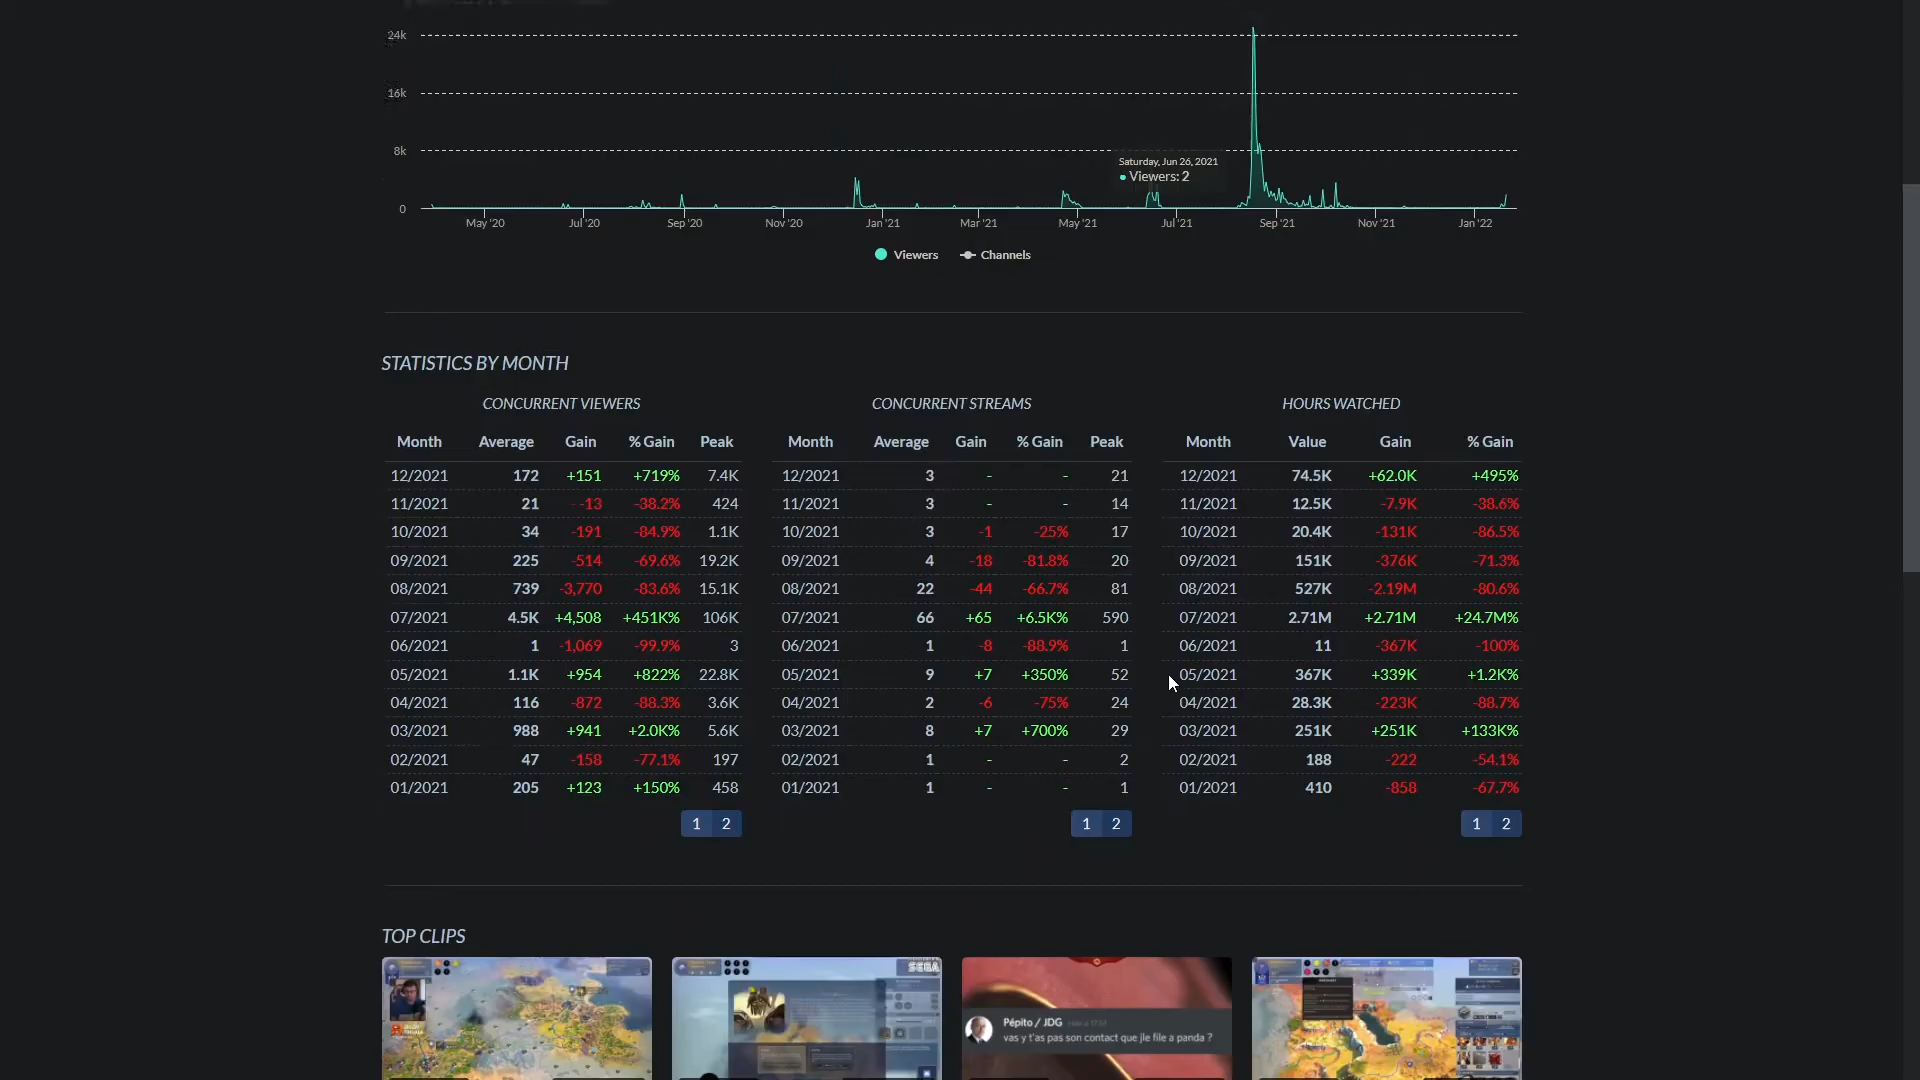 24k
16k
8k
0
Saturday, Jun 26, 2021
Viewers: 2
May '20 Jul '20 Sep '20 Nov '20 Jan '21 Mar '21 May '21 Jul '21 Sep '21 Nov '21 Jan '22
Viewers Channels
STATISTICS BY MONTH
CONCURRENT VIEWERS CONCURRENT STREAMS HOURS WATCHED
Month Average Gain % Gain Peak Month Average Gain % Gain Peak Month Value Gain % Gain
12/2021 172 +151 +719% 7.4K 12/2021 3 - - 21 12/2021 74.5K +62.0K +495%
11/2021 21 -13 -38.2% 424 11/2021 3 - - 14 11/2021 12.5K -7.9K -38.6%
10/2021 34 -191 -84.9% 1.1K 10/2021 3 -1 -25% 17 10/2021 20.4K -131K -86.5%
09/2021 225 -514 -69.6% 19.2K 09/2021 4 -18 -81.8% 20 09/2021 151K -376K -71.3%
08/2021 739 -3,770 -83.6% 15.1K 08/2021 22 -44 -66.7% 81 08/2021 527K -2.19M -80.6%
07/2021 4.5K +4,508 +451K% 106K 07/2021 66 +65 +6.5K% 590 07/2021 2.71M +2.71M +24.7M%
06/2021 1 -1,069 -99.9% 3 06/2021 1 -8 -88.9% 1 06/2021 11 -367K -100%
05/2021 1.1K +954 +822% 22.8K 05/2021 9 +7 +350% 52 05/2021 367K +339K +1.2K%
04/2021 116 -872 -88.3% 3.6K 04/2021 2 -6 -75% 24 04/2021 28.3K -223K -88.7%
03/2021 988 +941 +2.0K% 5.6K 03/2021 8 +7 +700% 29 03/2021 251K +251K +133K%
02/2021 47 -158 -77.1% 197 02/2021 1 - - 2 02/2021 188 -222 -54.1%
01/2021 205 +123 +150% 458 01/2021 1 - - 1 01/2021 410 -858 -67.7%
1 2 1 2 1 2
TOP CLIPS
SEBA
Pépito / JDG
vas y t'as pas son contact que jle file a panda ?